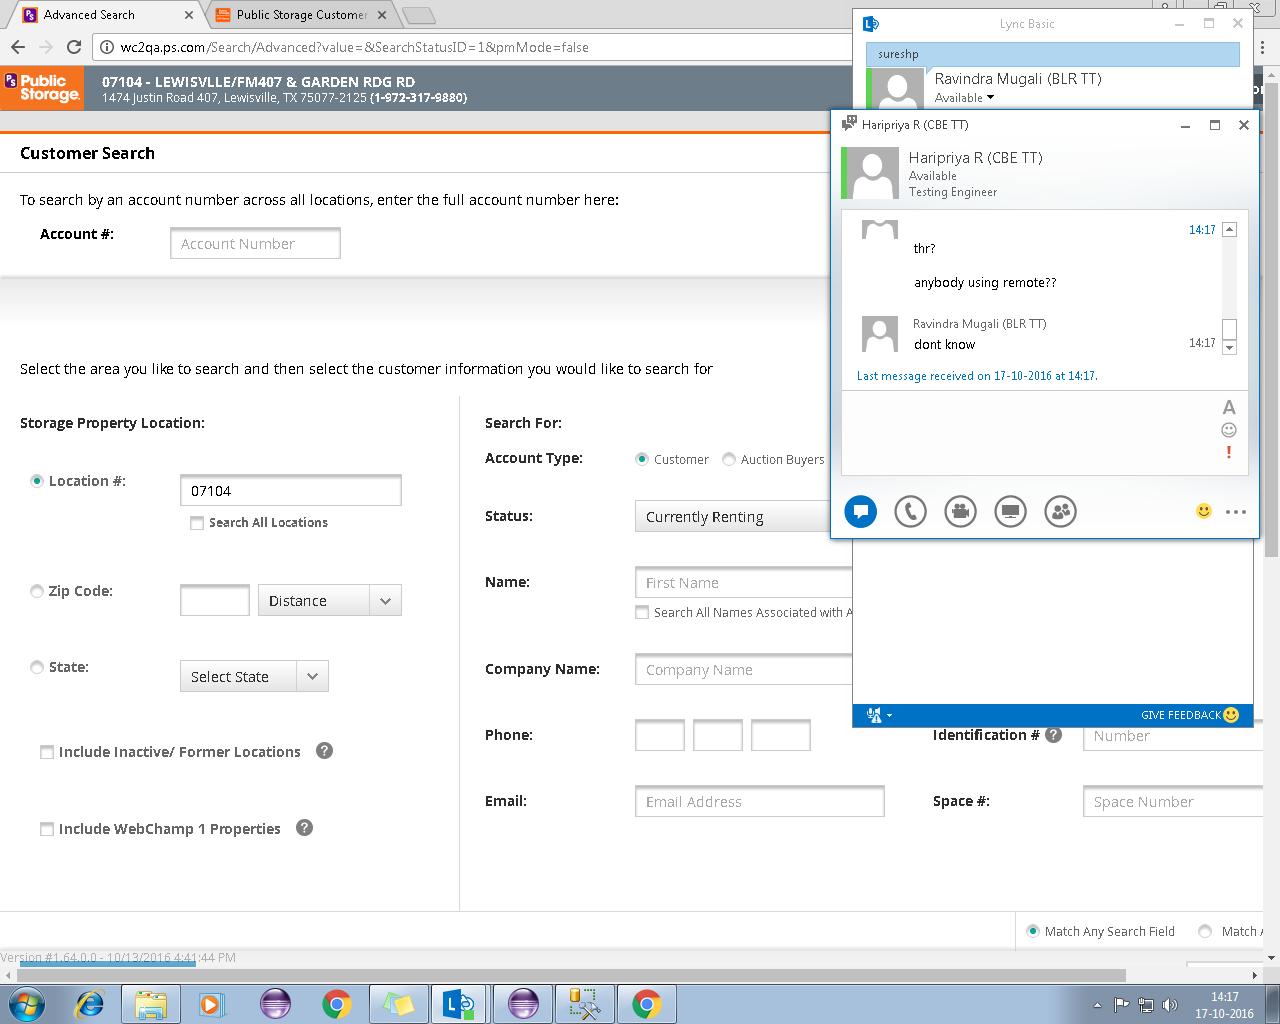 Advanced Search
Public Storage Customer
wc2qa.ps.com/Search/Advanced?value=&SearchStatusID=1&pmMode=false
Public Storage.
07104 - LEWISVLLE/FM407 & GARDEN RDG RD
1474 Justin Road 407, Lewisville, TX 75077-2125 (1-972-317-9880)
Customer Search
To search by an account number across all locations, enter the full account number here:
Account #:
Account Number
Select the area you like to search and then select the customer information you would like to search for
Storage Property Location:
Location #:
07104
Search All Locations
Zip Code:
Distance
State:
Select State
Include Inactive/ Former Locations
Include WebChamp 1 Properties
Search For:
Account Type:
Customer
Auction Buyers
Status:
Currently Renting
Name:
First Name
Search All Names Associated with A
Company Name:
Company Name
Phone:
Identification #
Number
Email:
Email Address
Space #:
Space Number
Match Any Search Field
Match
Version #1.64.0.0 - 10/13/2016 4:41:44 PM
Lync Basic
sureshp
Ravindra Mugali (BLR TT)
Available
Haripriya R (CBE TT)
Haripriya R (CBE TT)
Available
Testing Engineer
14:17
thr?
anybody using remote??
Ravindra Mugali (BLR TT)
dont know
14:17
Last message received on 17-10-2016 at 14:17.
GIVE FEEDBACK
14:17
17-10-2016